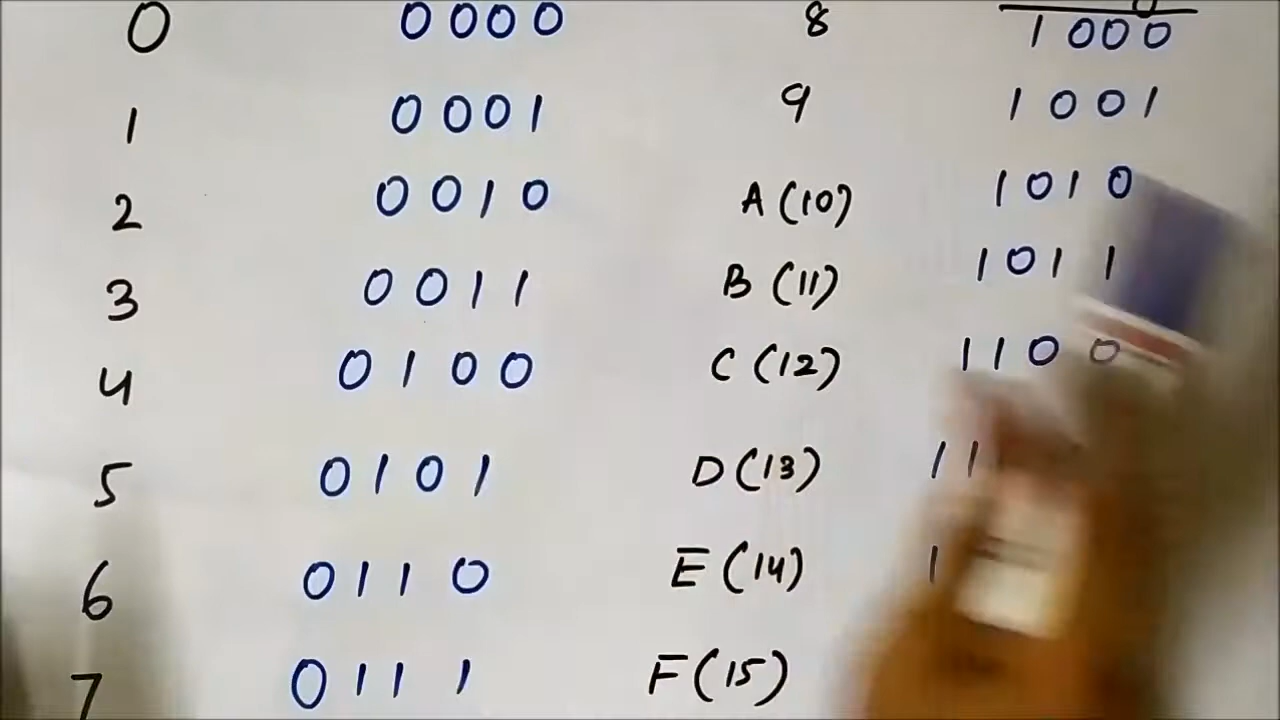 0 0000 8 1000
1 0001 9 1001
2 0010 A (10) 1010
3 0011 B (11) 1011
4 0100 C (12) 1100
5 0101 D (13) 11
6 0110 E (14) 1
7 0111 F (15)